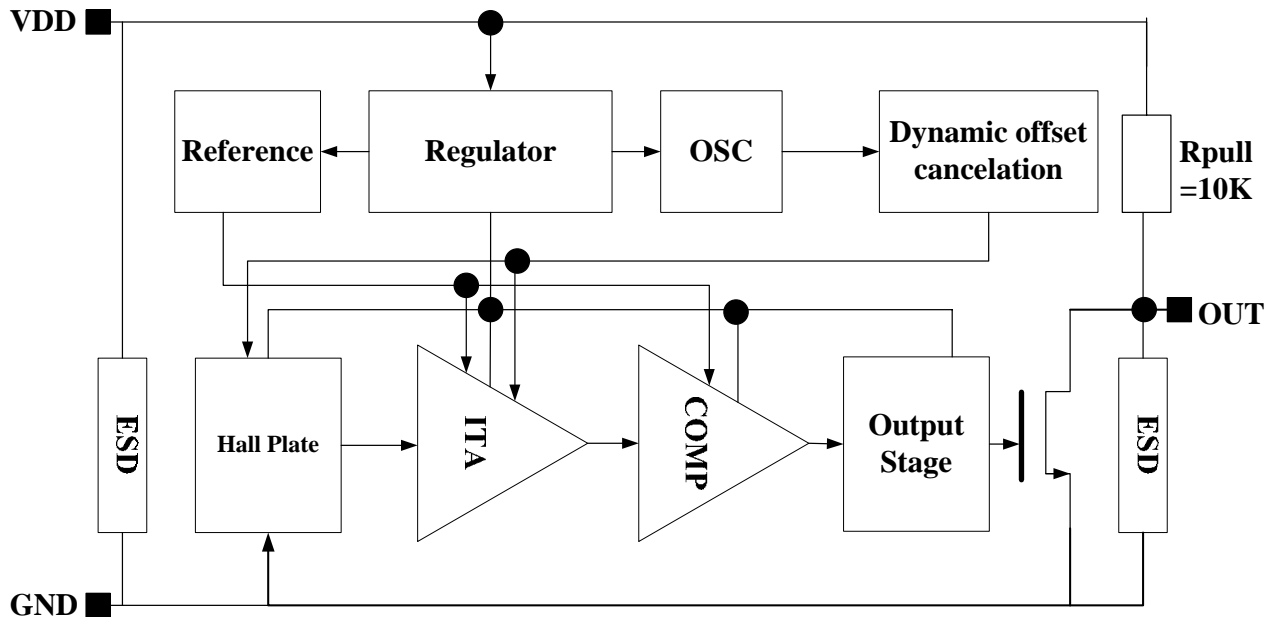 VDD
Reference
Regulator
OSC
Dynamic offset
cancelation
Rpull
=10K
OUT
ESD
Hall Plate
ITA
COMP
Output
Stage
ESD
GND